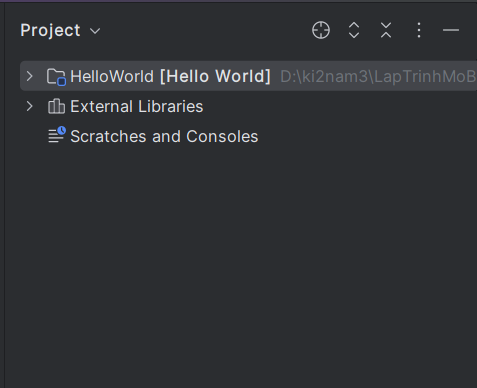 Project
HelloWorld [Hello World] D:\ki2nam3\LapTrinhMoB
External Libraries
Scratches and Consoles